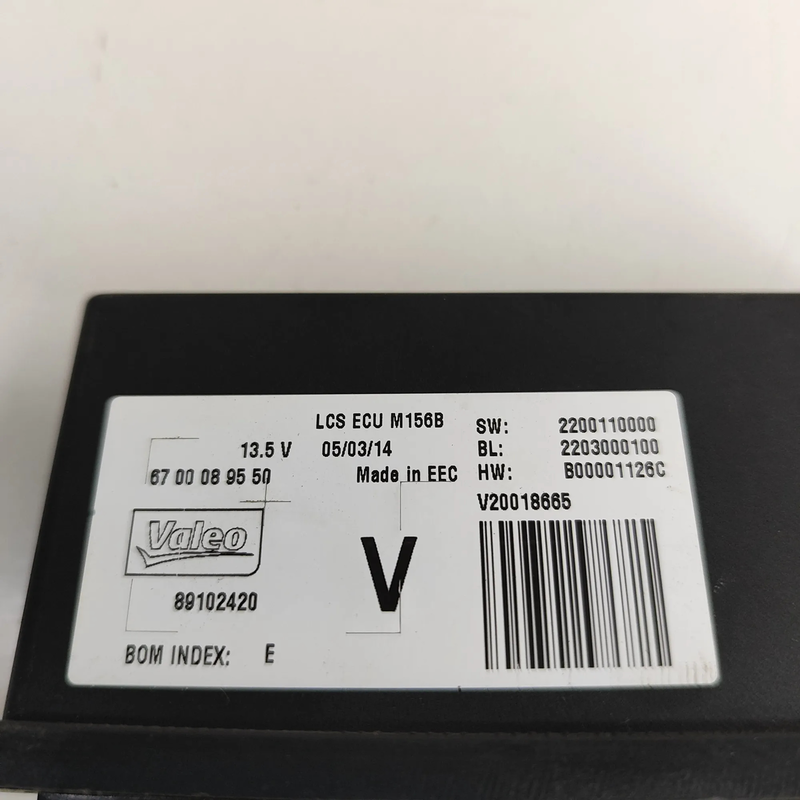 LCS ECU M156B
13.5 V 05/03/14
67 00 08 95 50 Made in EEC
Valeo
V
89102420
BOM INDEX: E
SW: 2200110000
BL: 2203000100
HW: B00001126C
V20018665